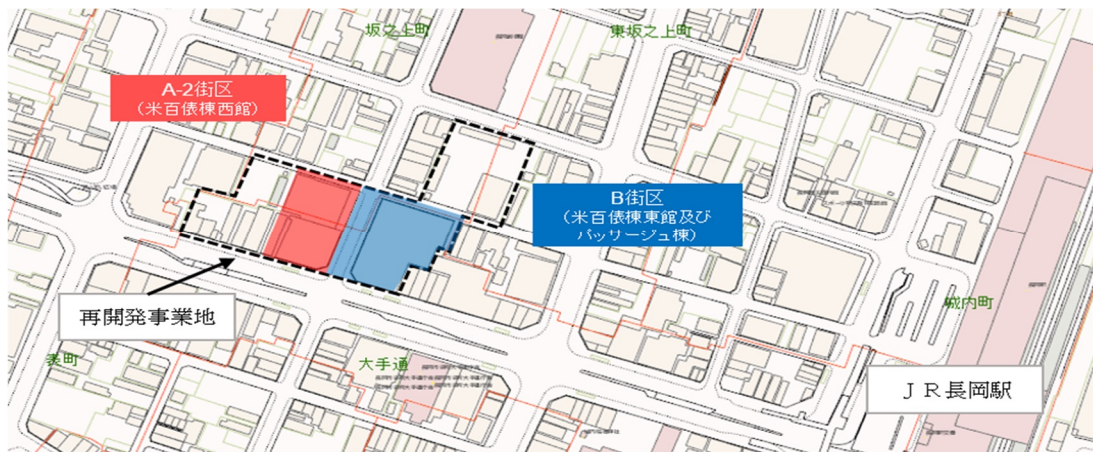 坂之上町
東坂之上町
A-2街区
（米百俵棟西館）
B街区
（米百俵棟東館及び
パッサージュ棟）
再開発事業地
城内町
表町
大手通
ＪＲ長岡駅